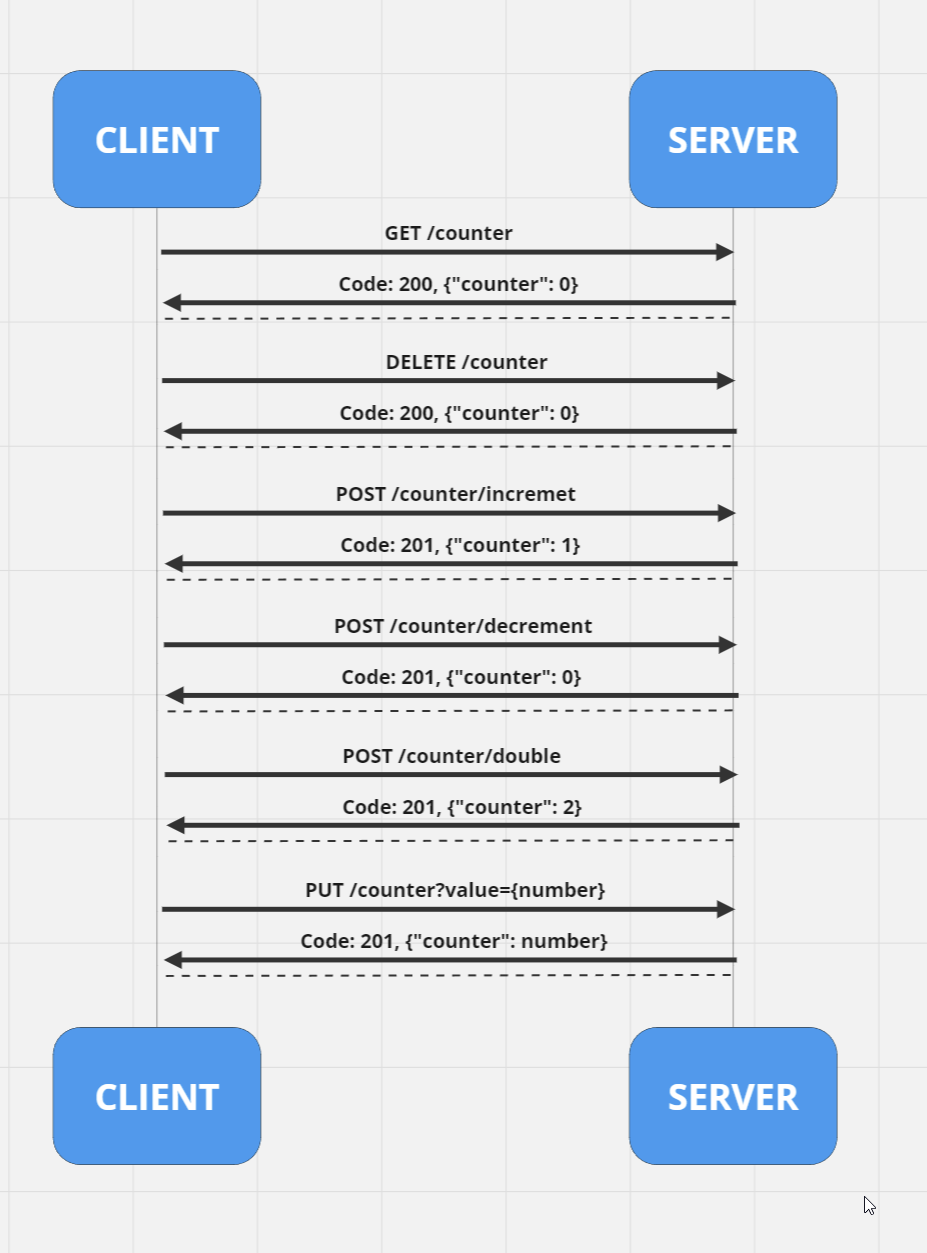 CLIENT
SERVER
GET /counter
Code: 200, {"counter": 0}
DELETE /counter
Code: 200, {"counter": 0}
POST /counter/incremet
Code: 201, {"counter": 1}
POST /counter/decrement
Code: 201, {"counter": 0}
POST /counter/double
Code: 201, {"counter": 2}
PUT /counter?value={number}
Code: 201, {"counter": number}
CLIENT
SERVER